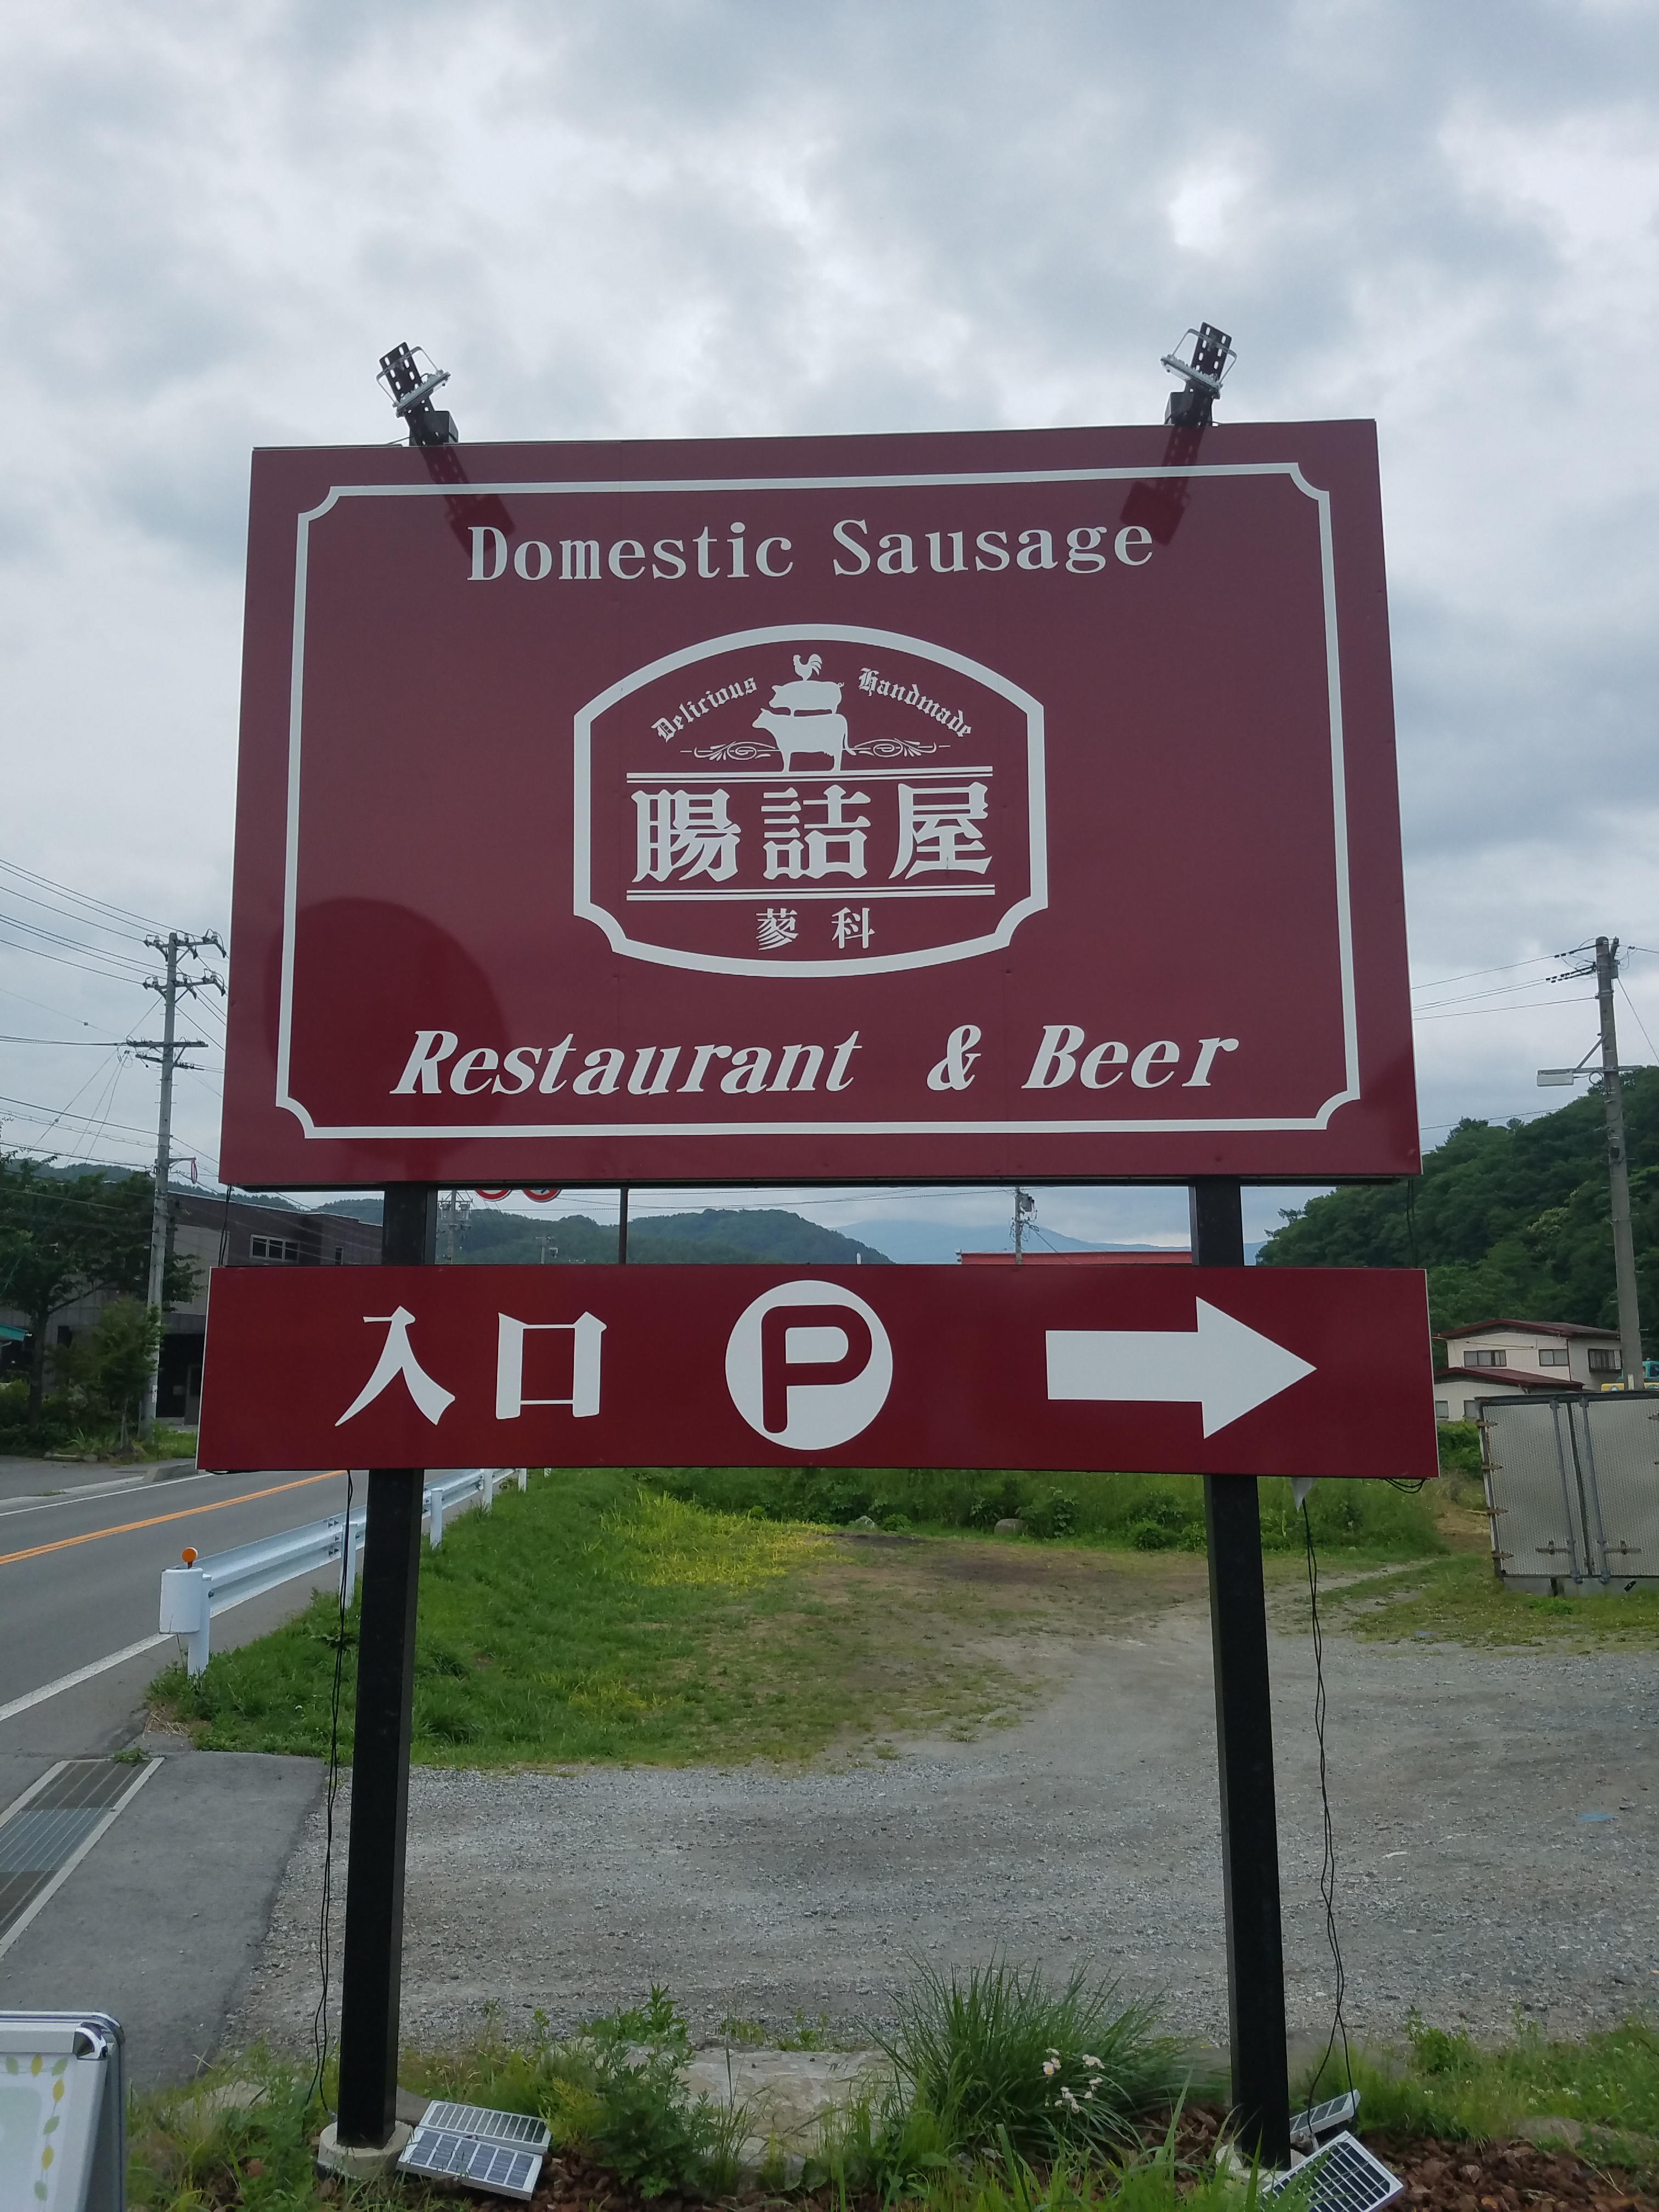 Domestic Sausage
Delicious Handmade
腸詰屋
蓼科
Restaurant & Beer
入口 P